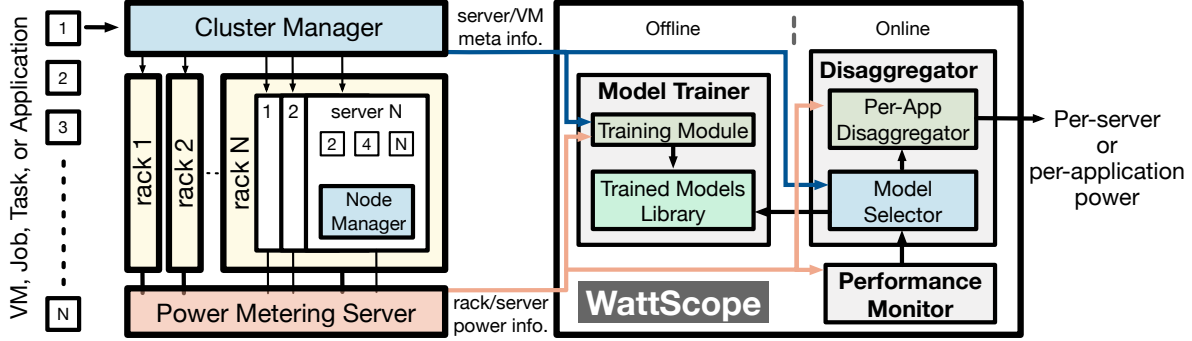 VM, Job, Task, or Application
1
2
3
N
Cluster Manager
rack 1
rack 2
rack N
1
2
server N
2
4
N
Node
Manager
Power Metering Server
server/VM
meta info.
rack/server
power info.
Offline
Online
Model Trainer
Training Module
Trained Models
Library
Disaggregator
Per-App
Disaggregator
Model
Selector
Performance
Monitor
WattScope
Per-server
or
per-application
power